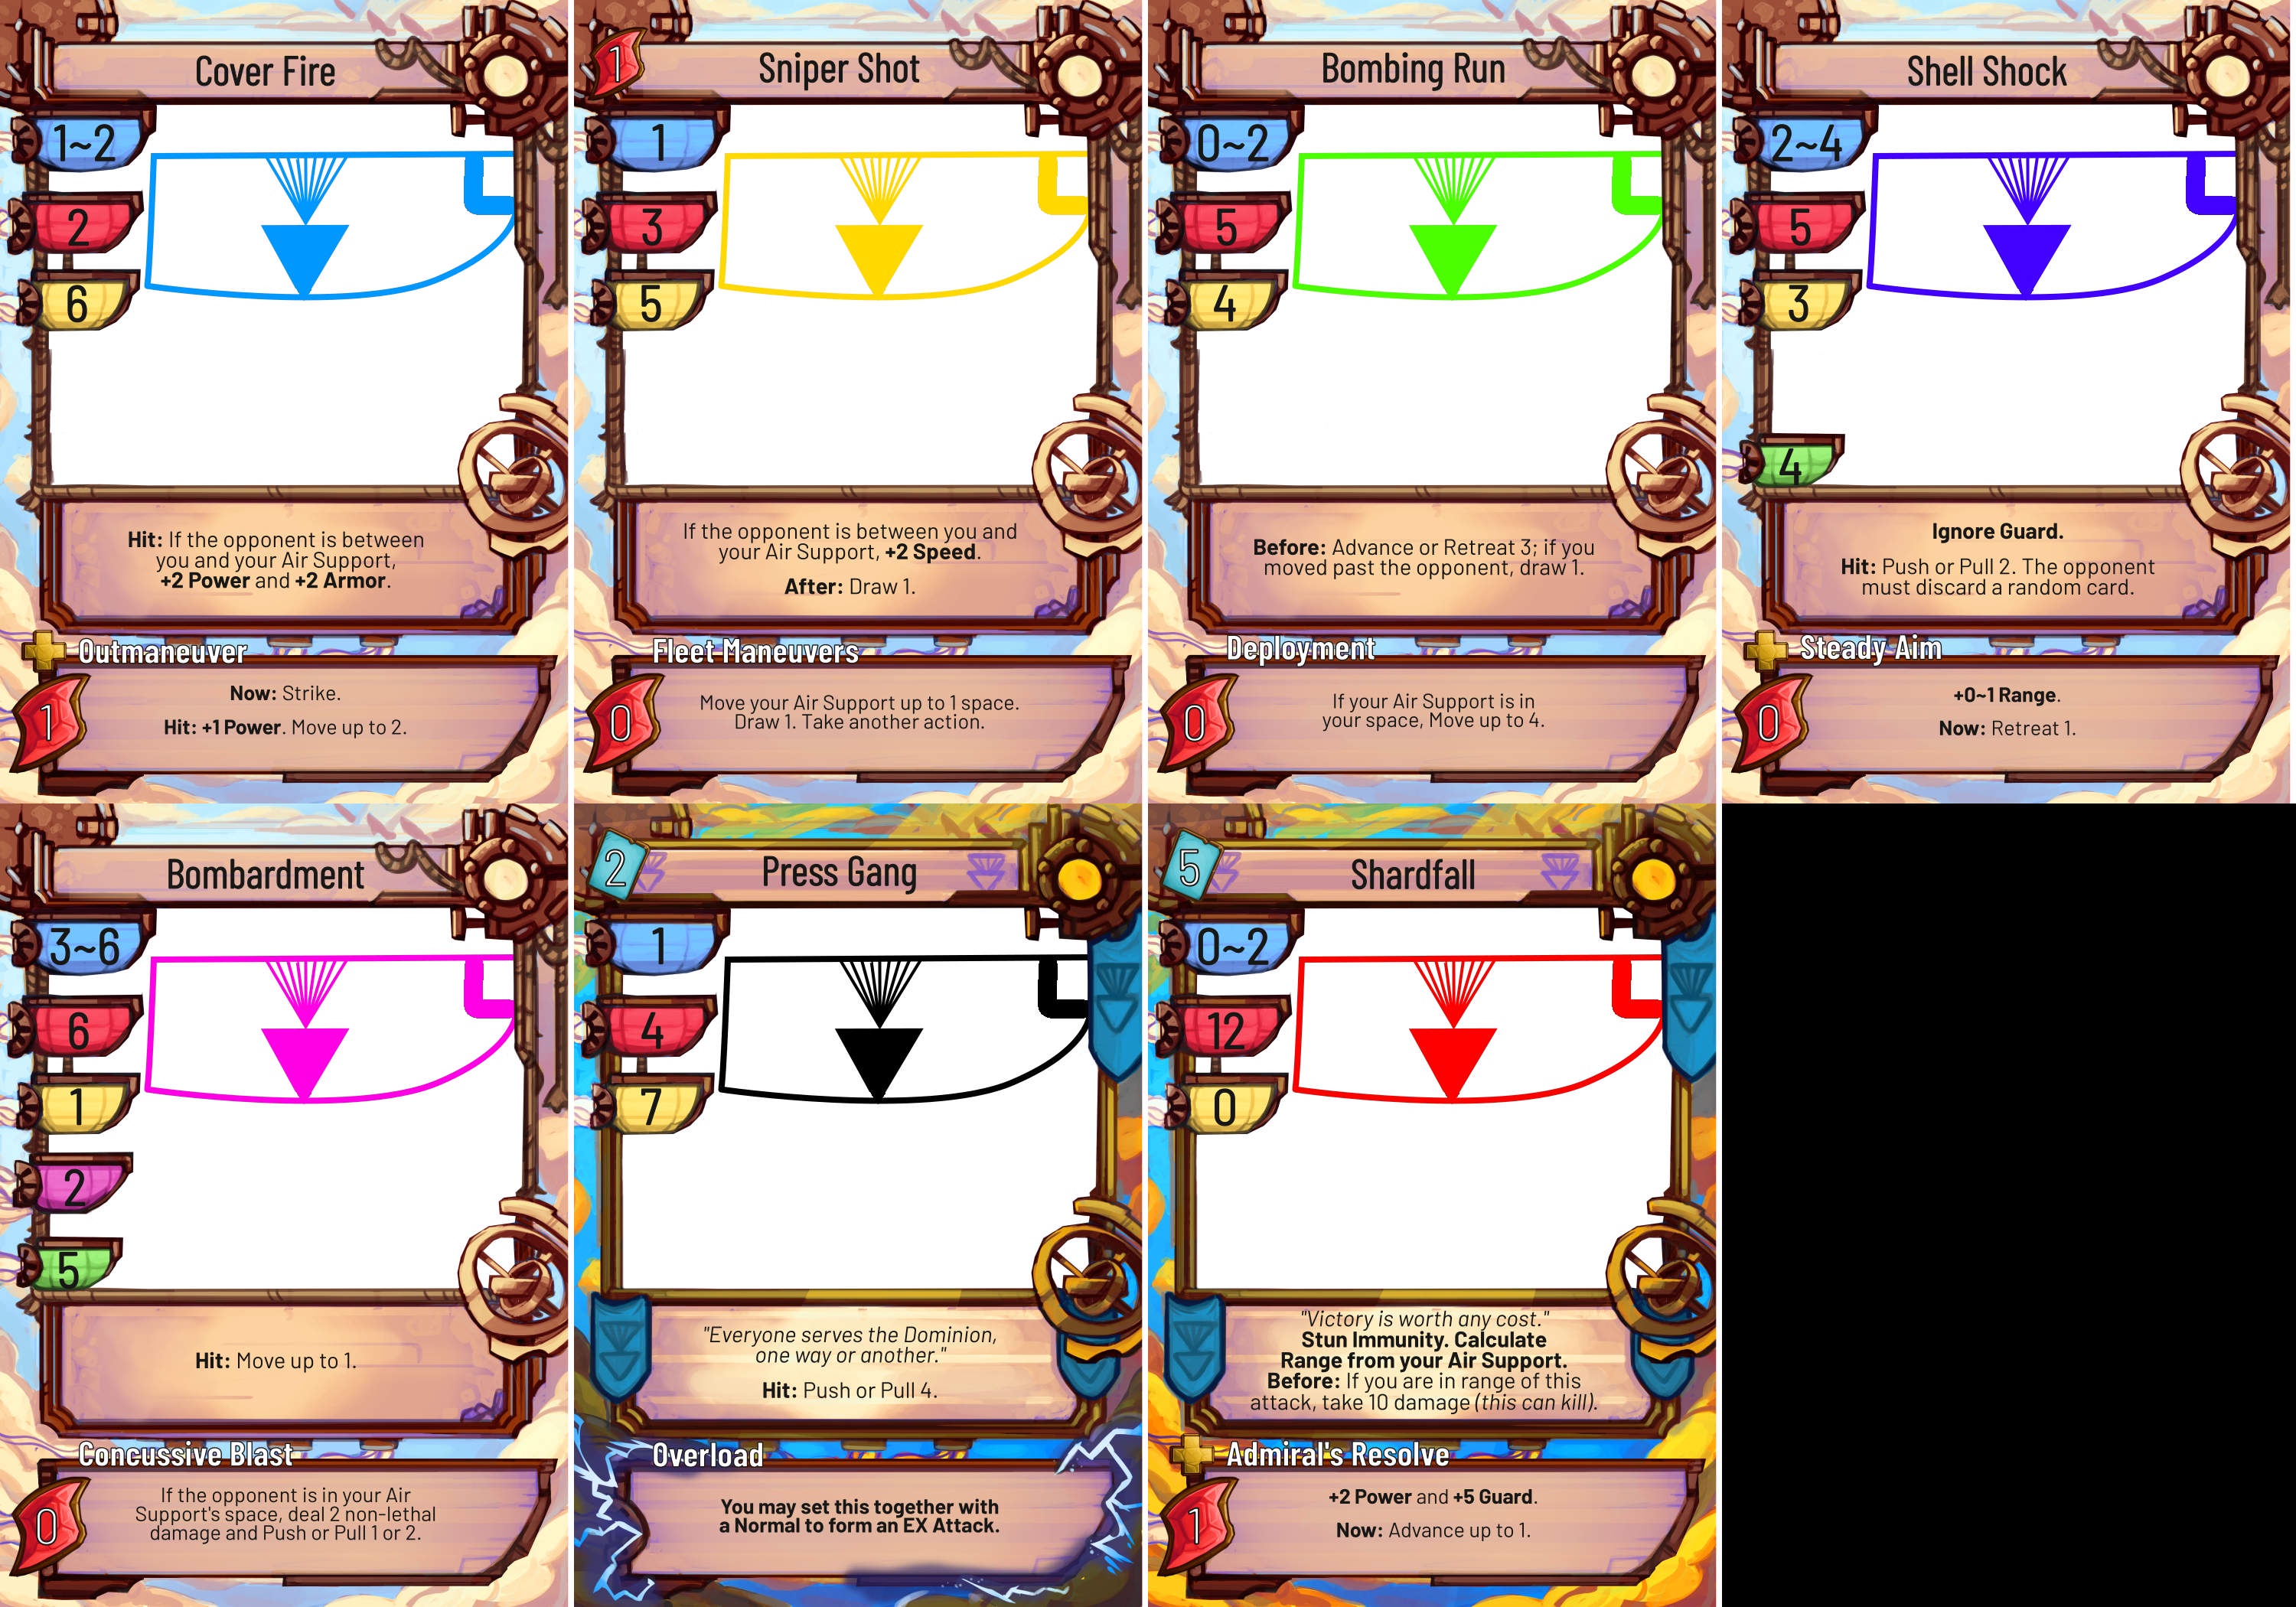 Cover Fire
1~2
2
6
Hit: If the opponent is between
you and your Air Support,
+2 Power and +2 Armor.
Outmaneuver
1
Now: Strike.
Hit: +1 Power. Move up to 2.
1
Sniper Shot
1
3
5
If the opponent is between you and
your Air Support, +2 Speed.
After: Draw 1.
Fleet Maneuvers
0
Move your Air Support up to 1 space.
Draw 1. Take another action.
Bombing Run
0~2
5
4
Before: Advance or Retreat 3; if you
moved past the opponent, draw 1.
Deployment
0
If your Air Support is in
your space, Move up to 4.
Shell Shock
2~4
5
3
4
Ignore Guard.
Hit: Push or Pull 2. The opponent
must discard a random card.
Steady Aim
0
+0~1 Range.
Now: Retreat 1.
Bombardment
3~6
6
1
2
5
Hit: Move up to 1.
Concussive Blast
0
If the opponent is in your Air
Support's space, deal 2 non-lethal
damage and Push or Pull 1 or 2.
2
Press Gang
1
4
7
"Everyone serves the Dominion,
one way or another."
Hit: Push or Pull 4.
Overload
You may set this together with
a Normal to form an EX Attack.
5
Shardfall
0~2
12
0
"Victory is worth any cost."
Stun Immunity. Calculate
Range from your Air Support.
Before: If you are in range of this
attack, take 10 damage (this can kill).
Admiral's Resolve
1
+2 Power and +5 Guard.
Now: Advance up to 1.